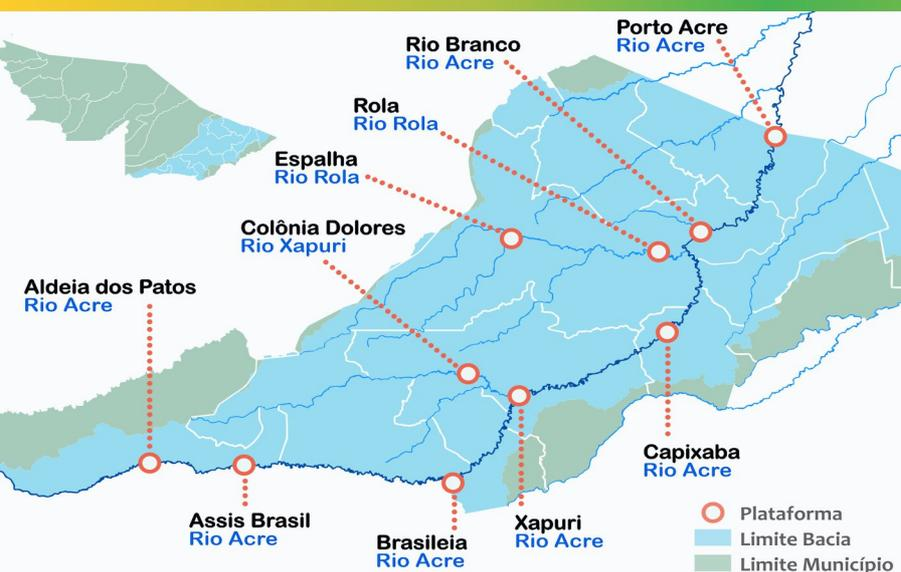 Porto Acre
Rio Acre
Rio Branco
Rio Acre
Rola
Rio Rola
Espalha
Rio Rola
Colônia Dolores
Rio Xapuri
Aldeia dos Patos
Rio Acre
Capixaba
Rio Acre
Assis Brasil
Rio Acre
Xapuri
Rio Acre
Brasileia
Rio Acre
Plataforma
Limite Bacia
Limite Município